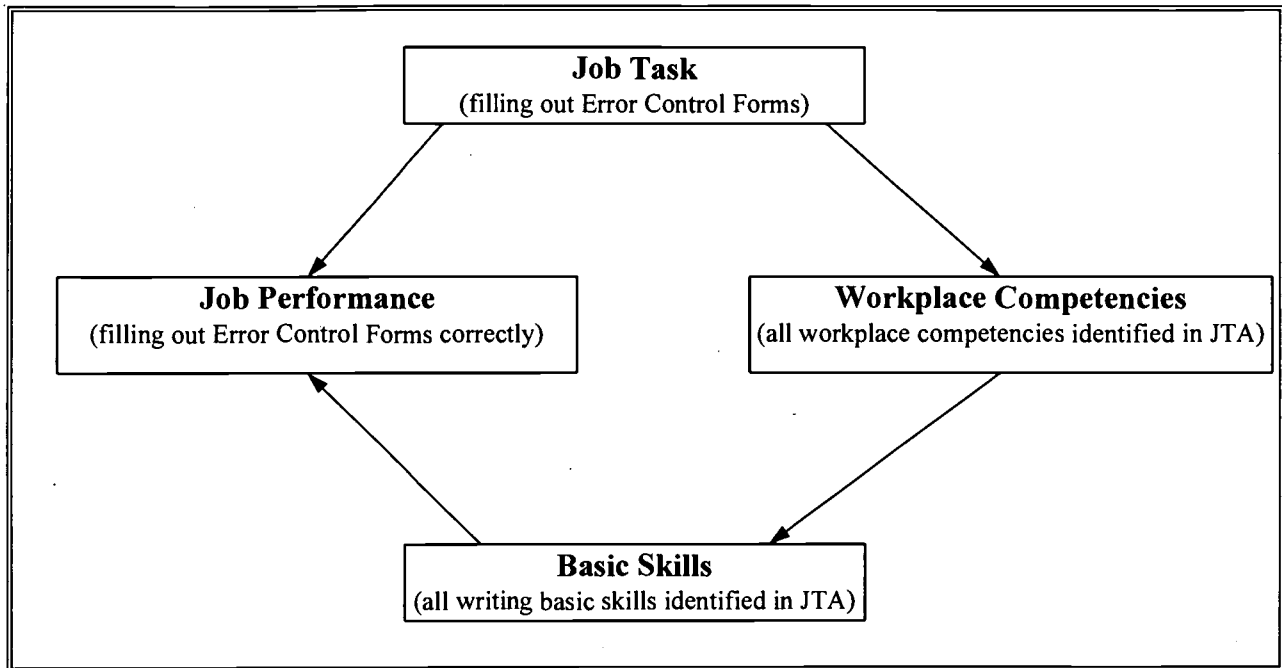 Job Task
(filling out Error Control Forms)
Job Performance
(filling out Error Control Forms correctly)
Workplace Competencies
(all workplace competencies identified in JTA)
Basic Skills
(all writing basic skills identified in JTA)